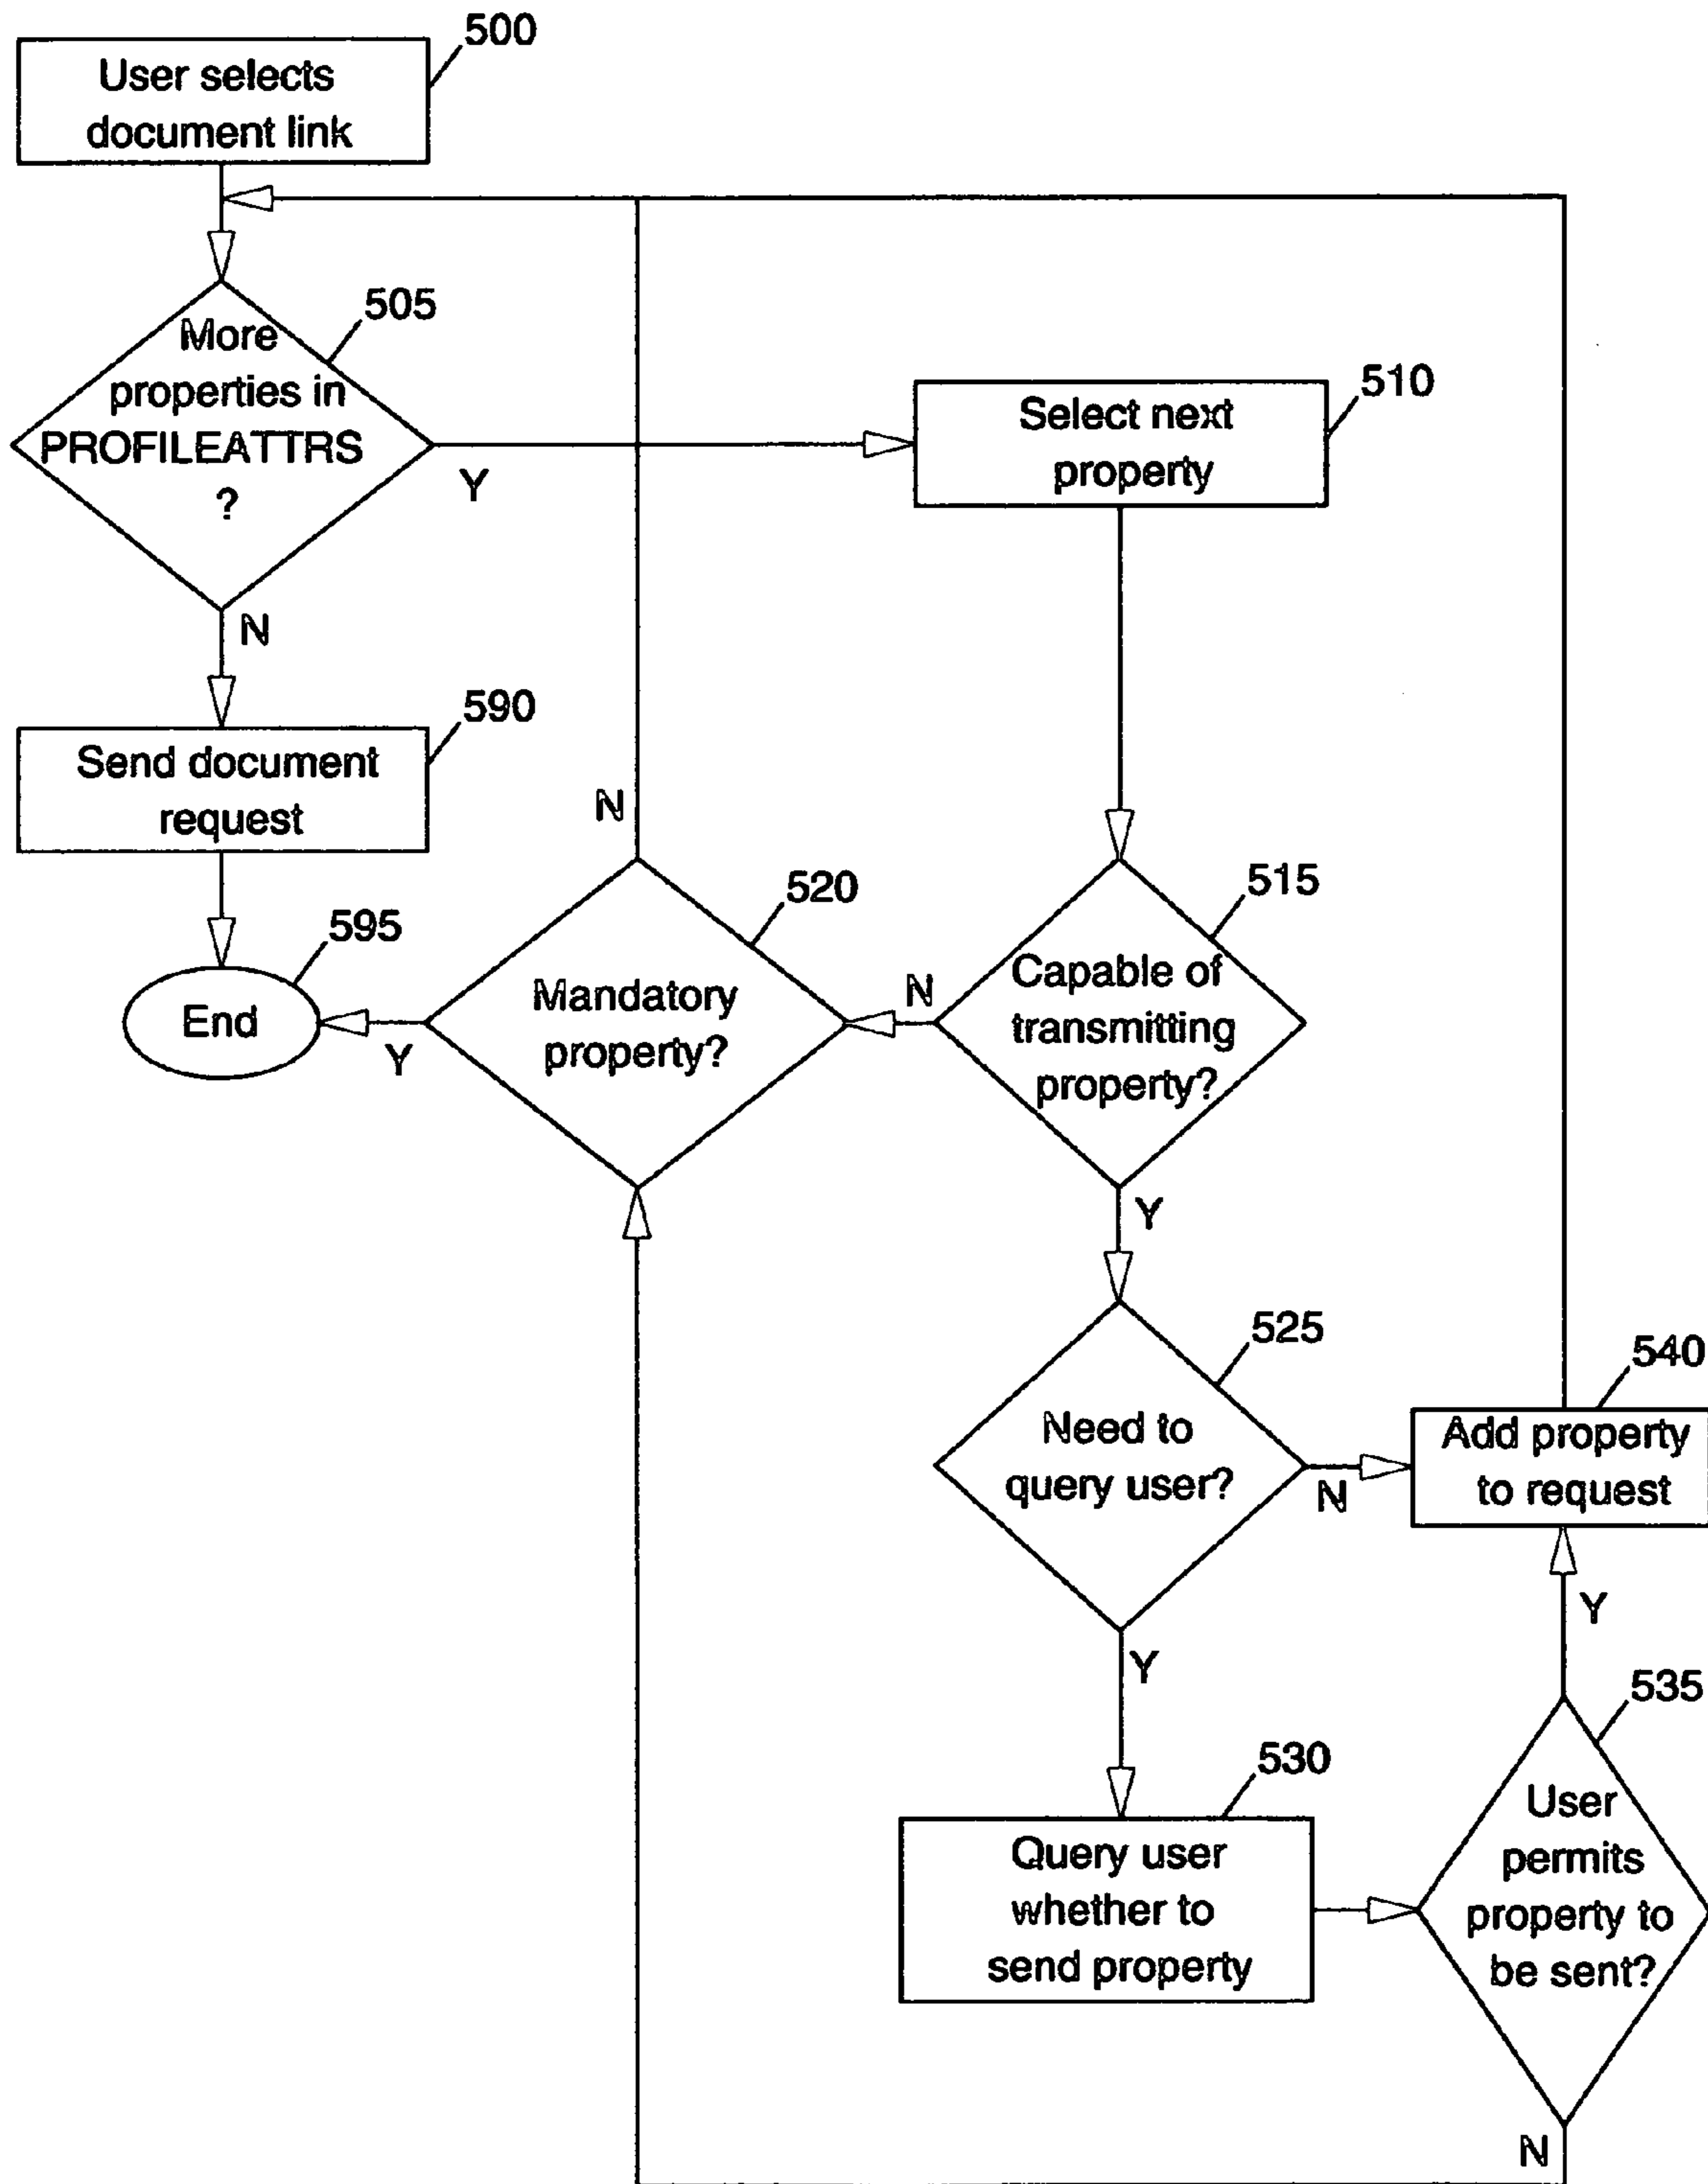 500
User selects
document link
505
More
properties in
PROFILEATTRS
?
Y
N
510
Select next
property
590
Send document
request
595
End
N
520
Mandatory
property?
Y
515
Capable of
transmitting
property?
N
Y
525
Need to
query user?
N
Y
540
Add property
to request
Y
530
Query user
whether to
send property
535
User
permits
property to
be sent?
N